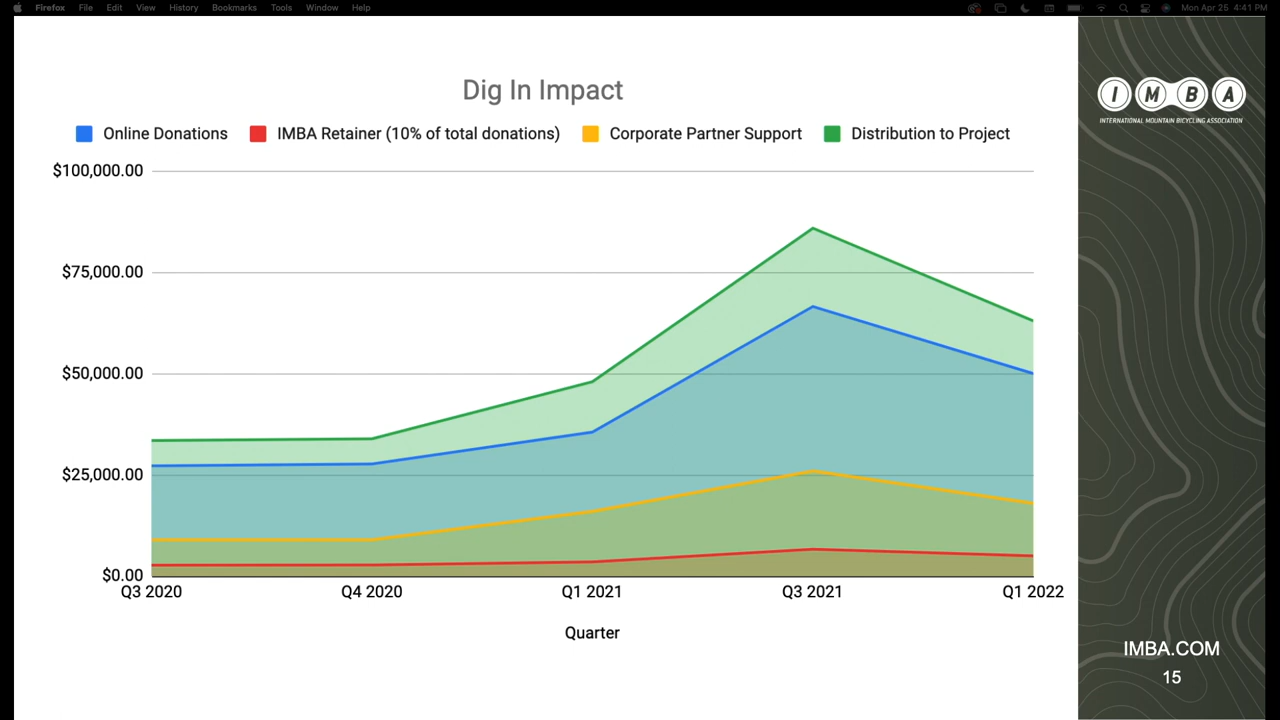 Firefox File Edit View History Bookmarks Tools Window Help Mon Apr 25 4:41 PM
Dig In Impact
Online Donations IMBA Retainer (10% of total donations) Corporate Partner Support Distribution to Project
$100,000.00
$75,000.00
$50,000.00
$25,000.00
$0.00
Q3 2020 Q4 2020 Q1 2021 Q3 2021 Q1 2022
Quarter
IMBA
INTERNATIONAL MOUNTAIN BICYCLING ASSOCIATION
IMBA.COM
15